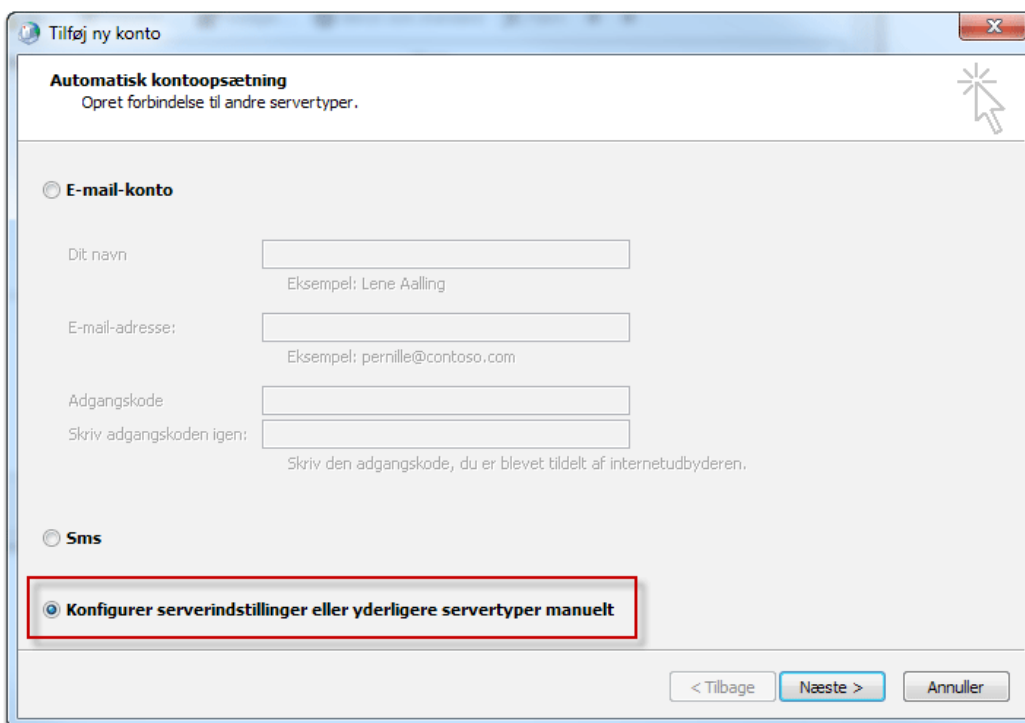 Tilføj ny konto
Automatisk kontoopsætning
Opret forbindelse til andre servertyper.
E-mail-konto
Dit navn
Eksempel: Lene Aalling
E-mail-adresse:
Eksempel: pernille@contoso.com
Adgangskode
Skriv adgangskoden igen:
Skriv den adgangskode, du er blevet tildelt af internetudbyderen.
Sms
Konfigurer serverindstillinger eller yderligere servertyper manuelt
< Tilbage Næste > Annuller